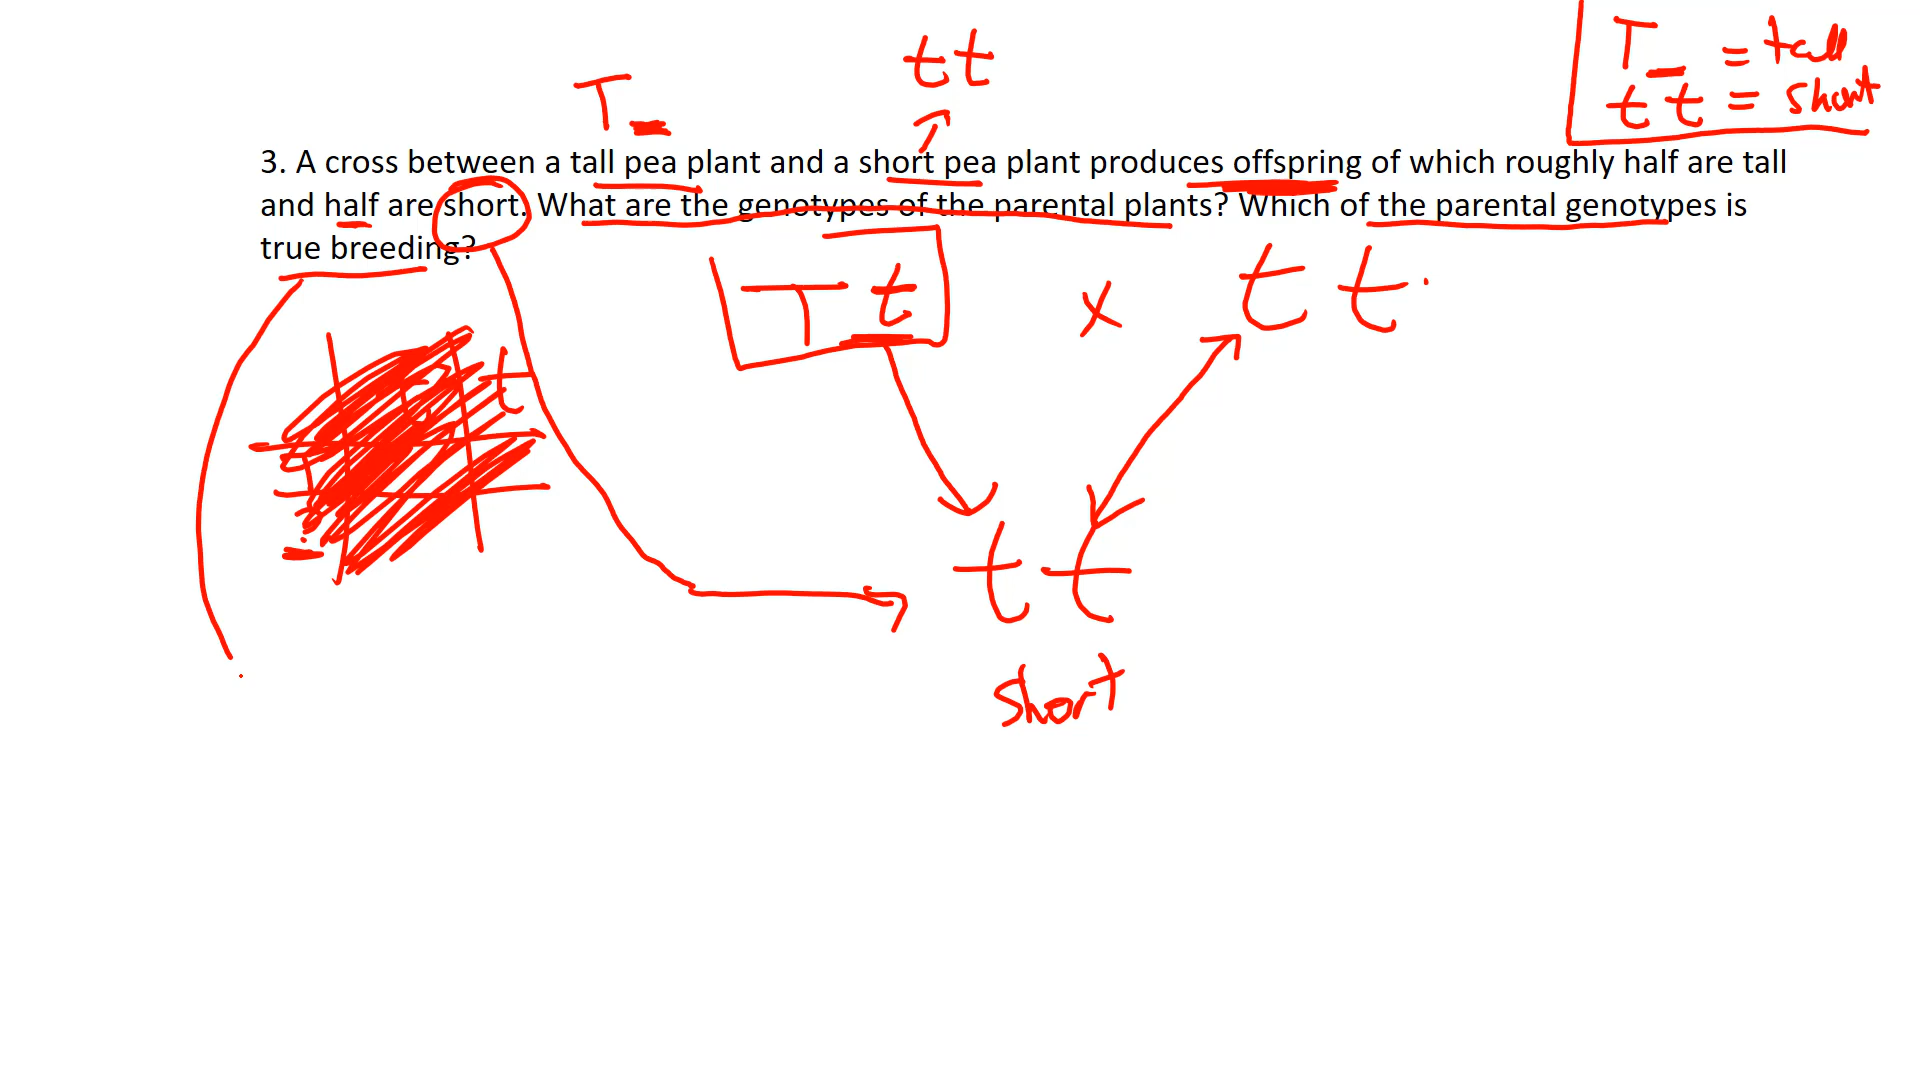 T_ = tall
tt = short
tt
T_
3. A cross between a tall pea plant and a short pea plant produces offspring of which roughly half are tall
and half are short. What are the genotypes of the parental plants? Which of the parental genotypes is
true breeding?
Tt x tt
t
tt
short